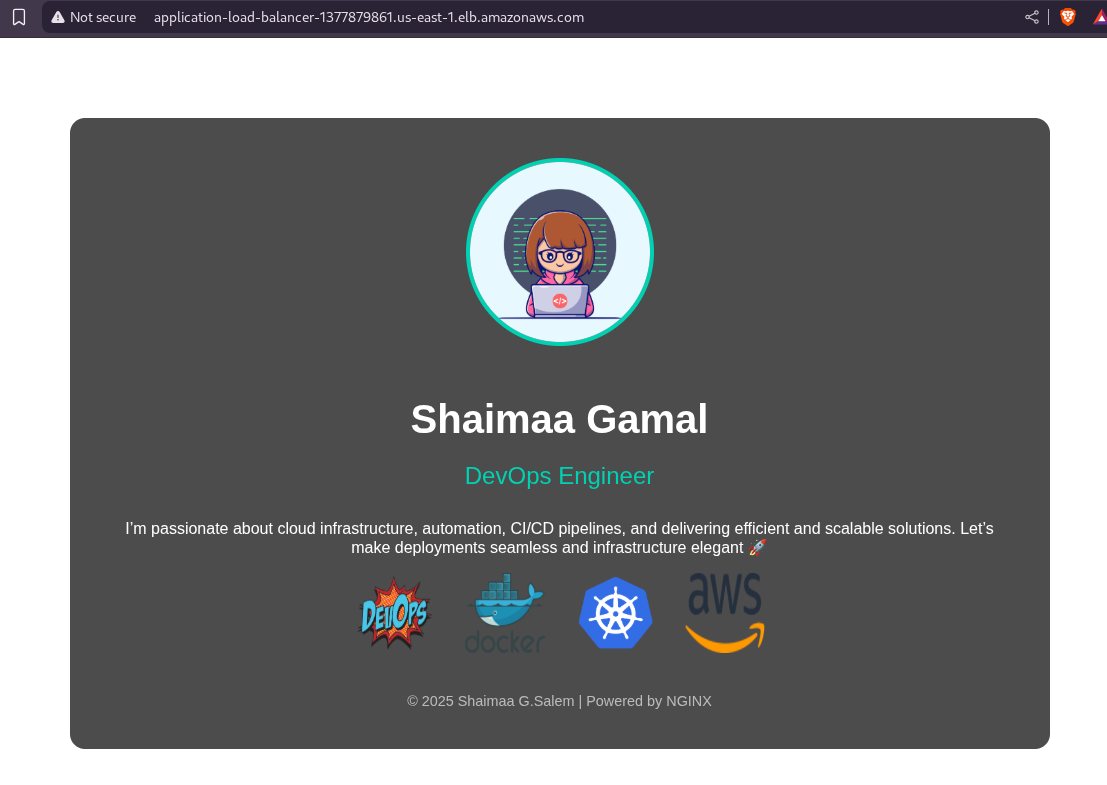 Not secure application-load-balancer-1377879861.us-east-1.elb.amazonaws.com
</>
Shaimaa Gamal
DevOps Engineer
I'm passionate about cloud infrastructure, automation, CI/CD pipelines, and delivering efficient and scalable solutions. Let's
make deployments seamless and infrastructure elegant 🚀
DevOps docker aws
© 2025 Shaimaa G.Salem | Powered by NGINX